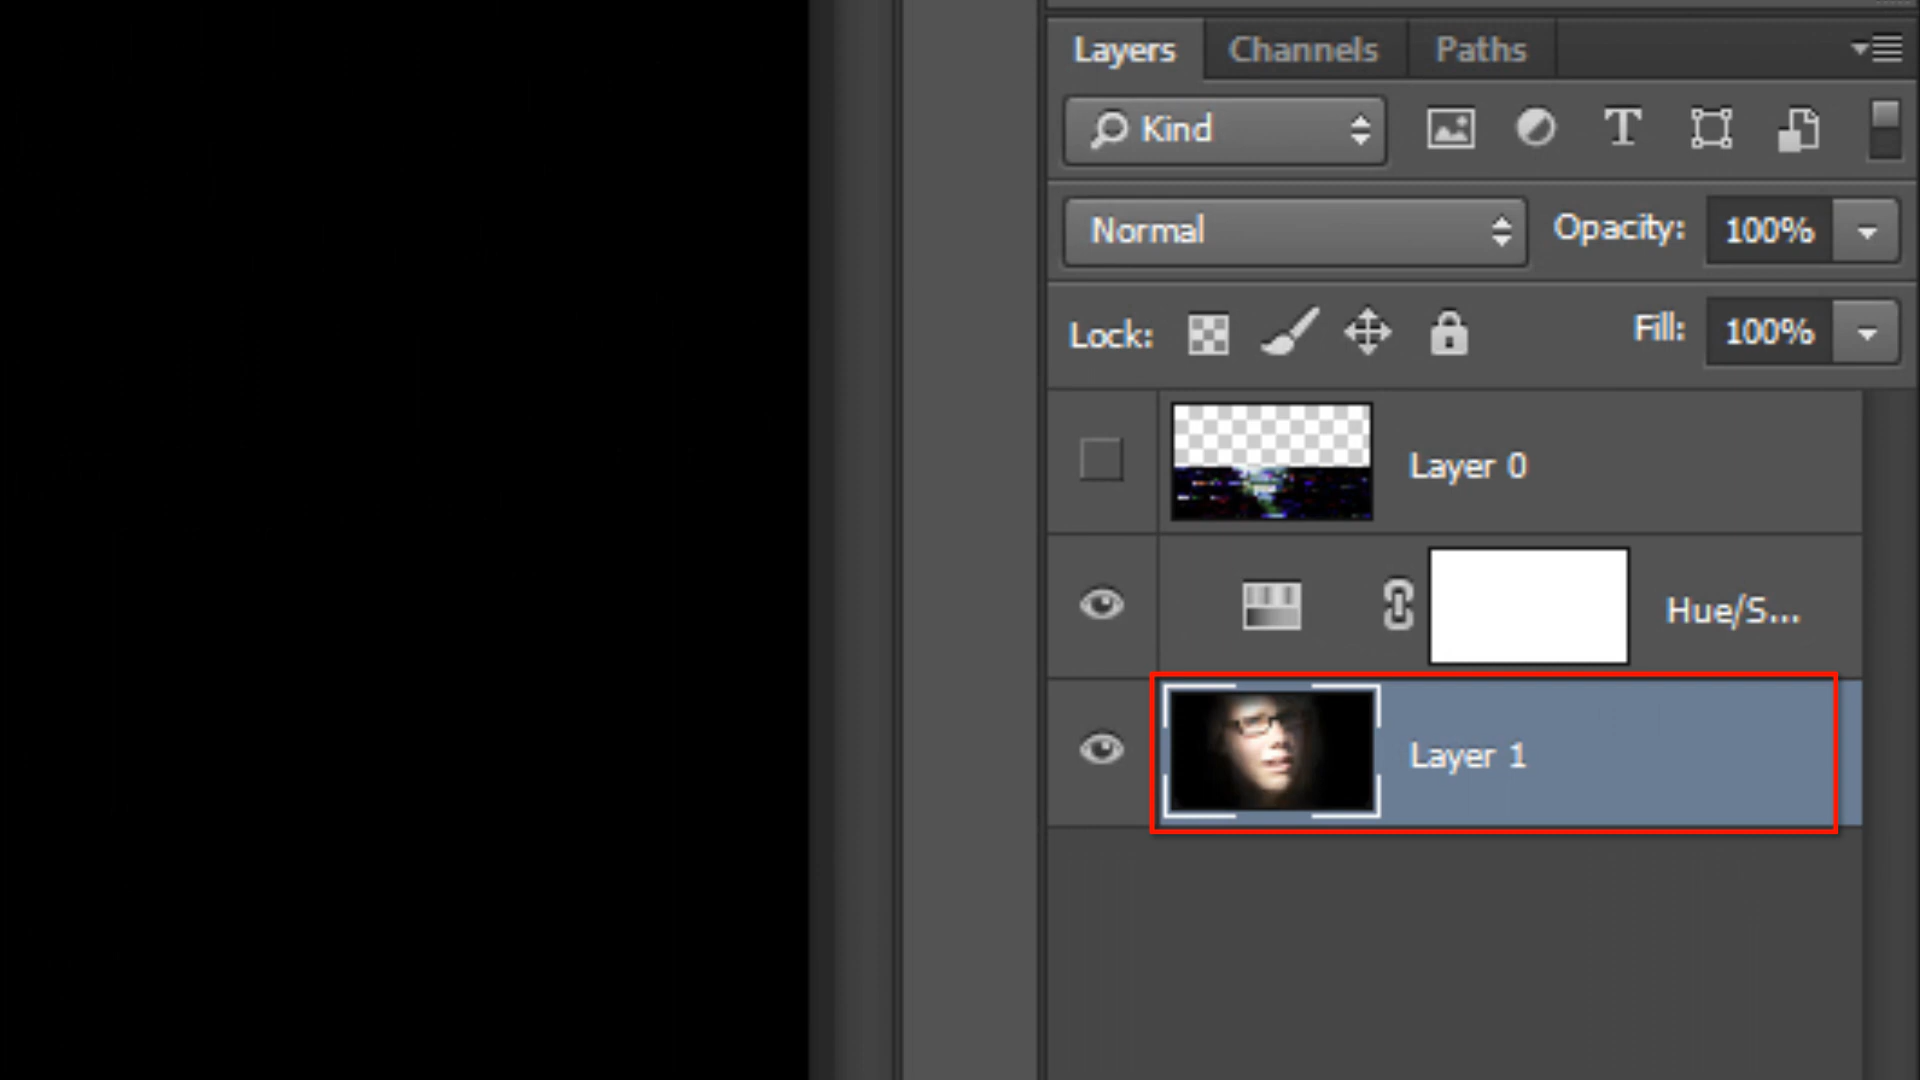 Layers Channels Paths
Kind T
Normal Opacity: 100%
Lock: Fill: 100%
Layer 0
Hue/S...
Layer 1